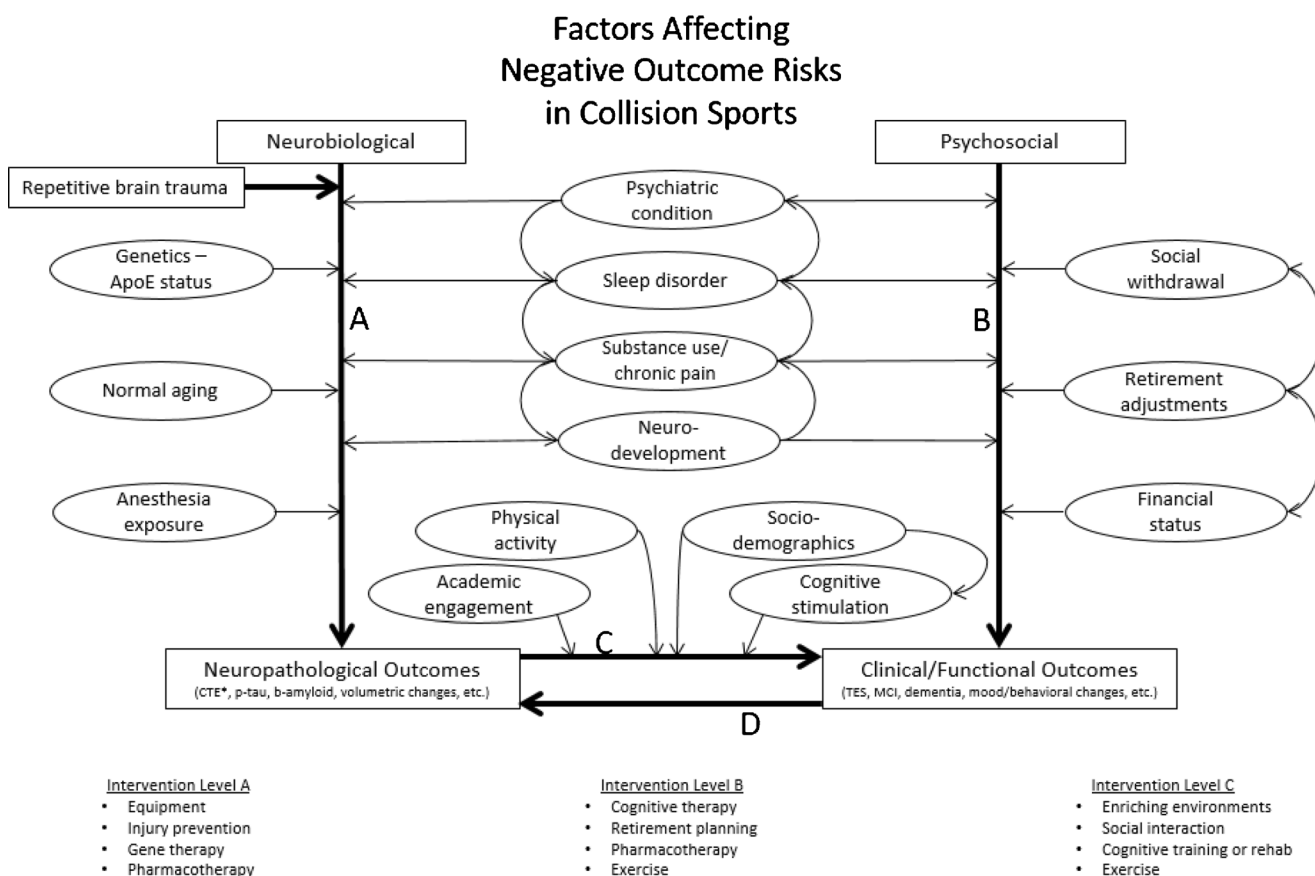 Factors Affecting
Negative Outcome Risks
in Collision Sports
Neurobiological
Psychosocial
Repetitive brain trauma
Psychiatric
condition
Genetics –
ApoE status
Sleep disorder
Social
withdrawal
A
B
Substance use/
chronic pain
Normal aging
Retirement
adjustments
Neuro-
development
Anesthesia
exposure
Physical
activity
Socio-
demographics
Financial
status
Academic
engagement
Cognitive
stimulation
C
Neuropathological Outcomes
(CTE*, p-tau, b-amyloid, volumetric changes, etc.)
Clinical/Functional Outcomes
(TES, MCI, dementia, mood/behavioral changes, etc.)
D
Intervention Level A
• Equipment
• Injury prevention
• Gene therapy
• Pharmacotherapy
Intervention Level B
• Cognitive therapy
• Retirement planning
• Pharmacotherapy
• Exercise
Intervention Level C
• Enriching environments
• Social interaction
• Cognitive training or rehab
• Exercise